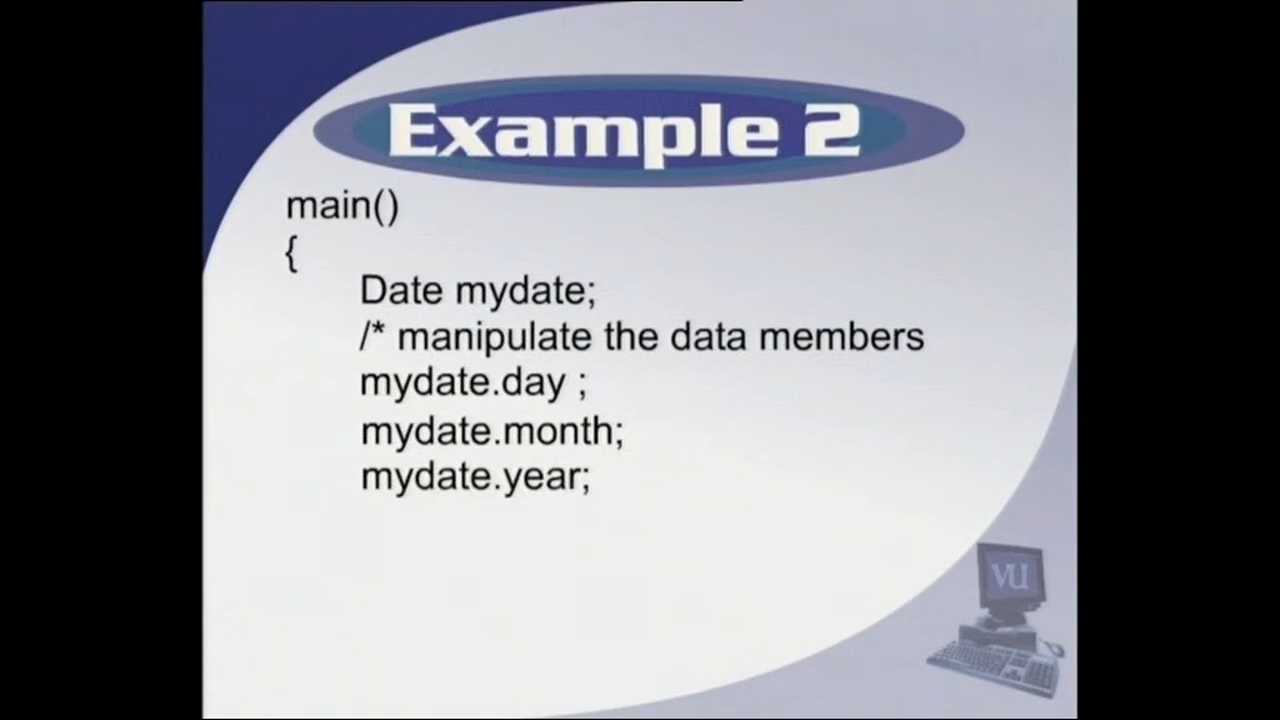 Example 2
main()
{
Date mydate;
/* manipulate the data members
mydate.day ;
mydate.month;
mydate.year;
VU